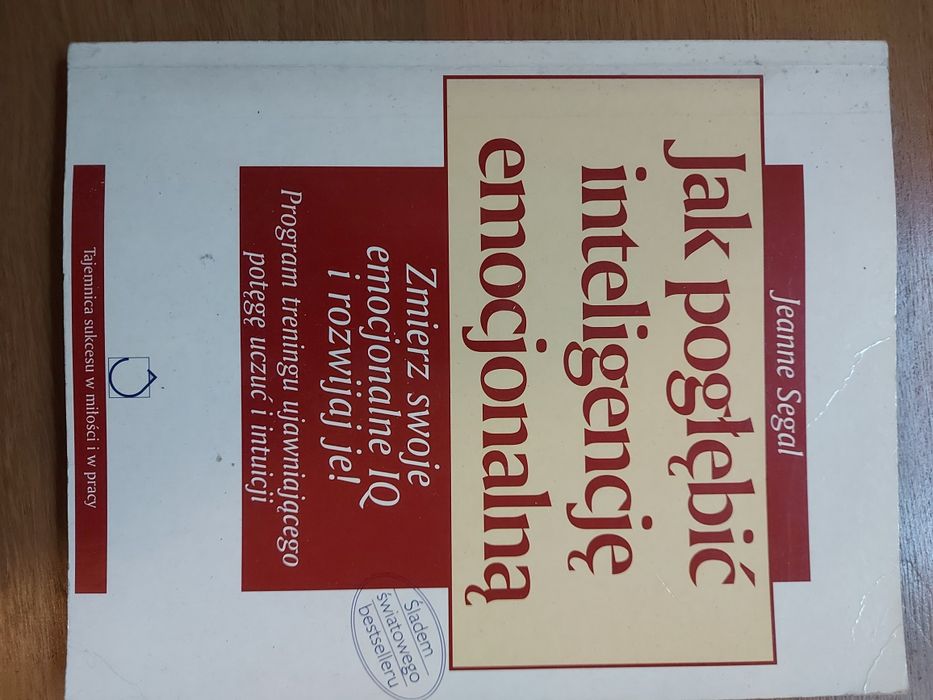 Jeanne Segal
Jak pogłębić
inteligencję
emocjonalną
Zmierz swoje
emocjonalne IQ
i rozwijaj je!
Program treningu ujawniającego
potęgę uczuć i intuicji
Śladem
światowego
bestselleru
Tajemnica sukcesu w miłości i w pracy